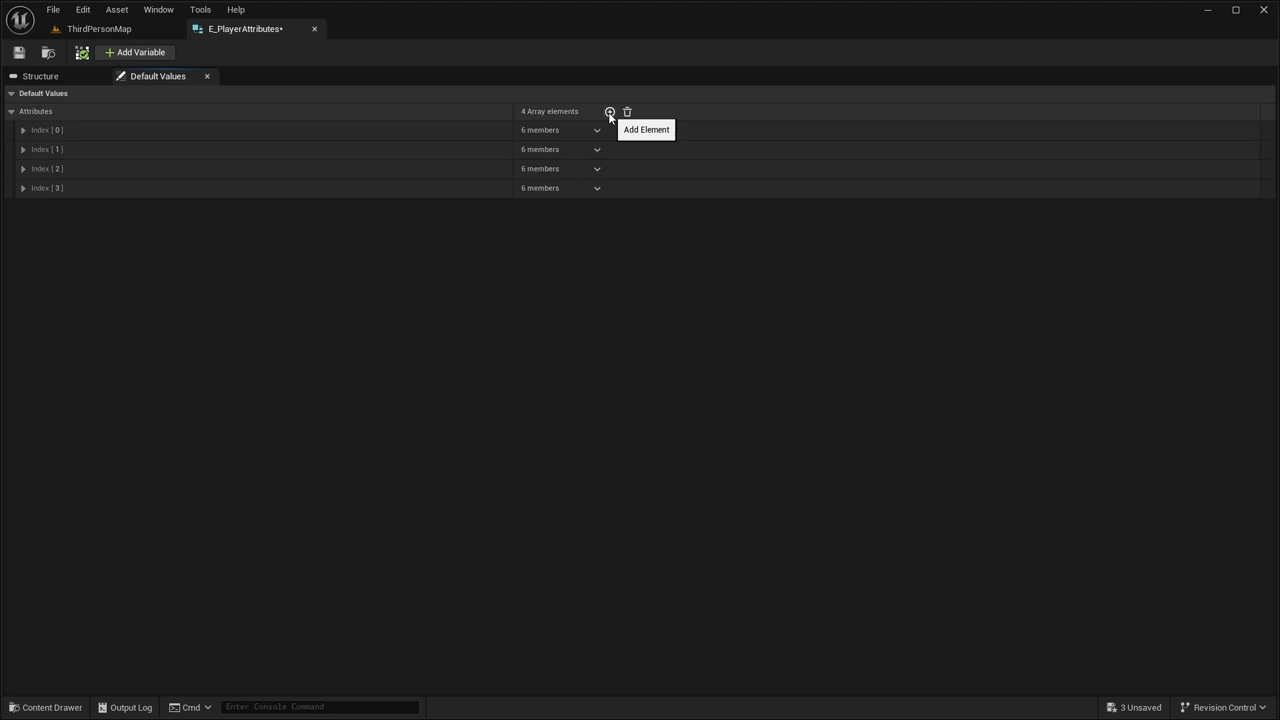 File Edit Asset Window Tools Help
ThirdPersonMap E_PlayerAttributes*
Add Variable
Structure Default Values
Default Values
Attributes 4 Array elements
Index [ 0 ] 6 members
Add Element
Index [ 1 ] 6 members
Index [ 2 ] 6 members
Index [ 3 ] 6 members
Content Drawer Output Log Cmd Enter Console Command 3 Unsaved Revision Control